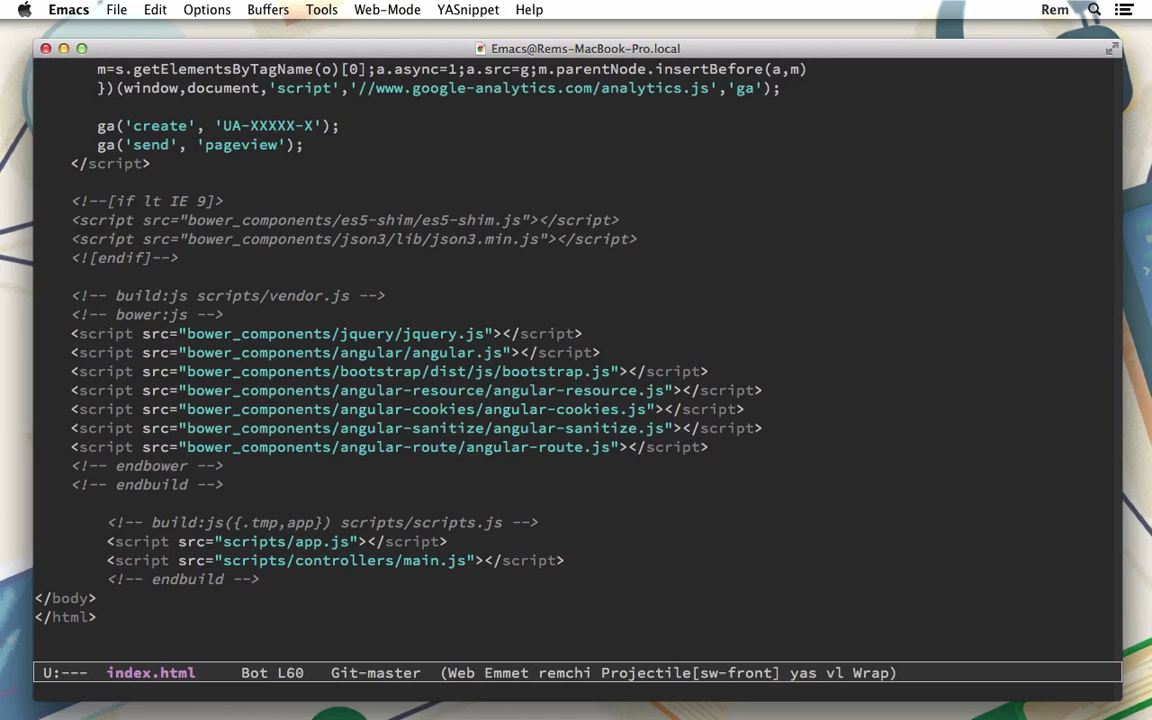 Emacs File Edit Options Buffers Tools Web-Mode YASnippet Help Rem
Emacs@Rems-MacBook-Pro.local
m=s.getElementsByTagName(o)[0];a.async=1;a.src=g;m.parentNode.insertBefore(a,m)
})(window,document,'script','//www.google-analytics.com/analytics.js','ga');
ga('create', 'UA-XXXXX-X');
ga('send', 'pageview');
</script>
<!--[if lt IE 9]>
<script src="bower_components/es5-shim/es5-shim.js"></script>
<script src="bower_components/json3/lib/json3.min.js"></script>
<![endif]-->
<!-- build:js scripts/vendor.js -->
<!-- bower:js -->
<script src="bower_components/jquery/jquery.js"></script>
<script src="bower_components/angular/angular.js"></script>
<script src="bower_components/bootstrap/dist/js/bootstrap.js"></script>
<script src="bower_components/angular-resource/angular-resource.js"></script>
<script src="bower_components/angular-cookies/angular-cookies.js"></script>
<script src="bower_components/angular-sanitize/angular-sanitize.js"></script>
<script src="bower_components/angular-route/angular-route.js"></script>
<!-- endbower -->
<!-- endbuild -->
<!-- build:js({.tmp,app}) scripts/scripts.js -->
<script src="scripts/app.js"></script>
<script src="scripts/controllers/main.js"></script>
<!-- endbuild -->
</body>
</html>
U:--- index.html Bot L60 Git-master (Web Emmet remchi Projectile[sw-front] yas vl Wrap)